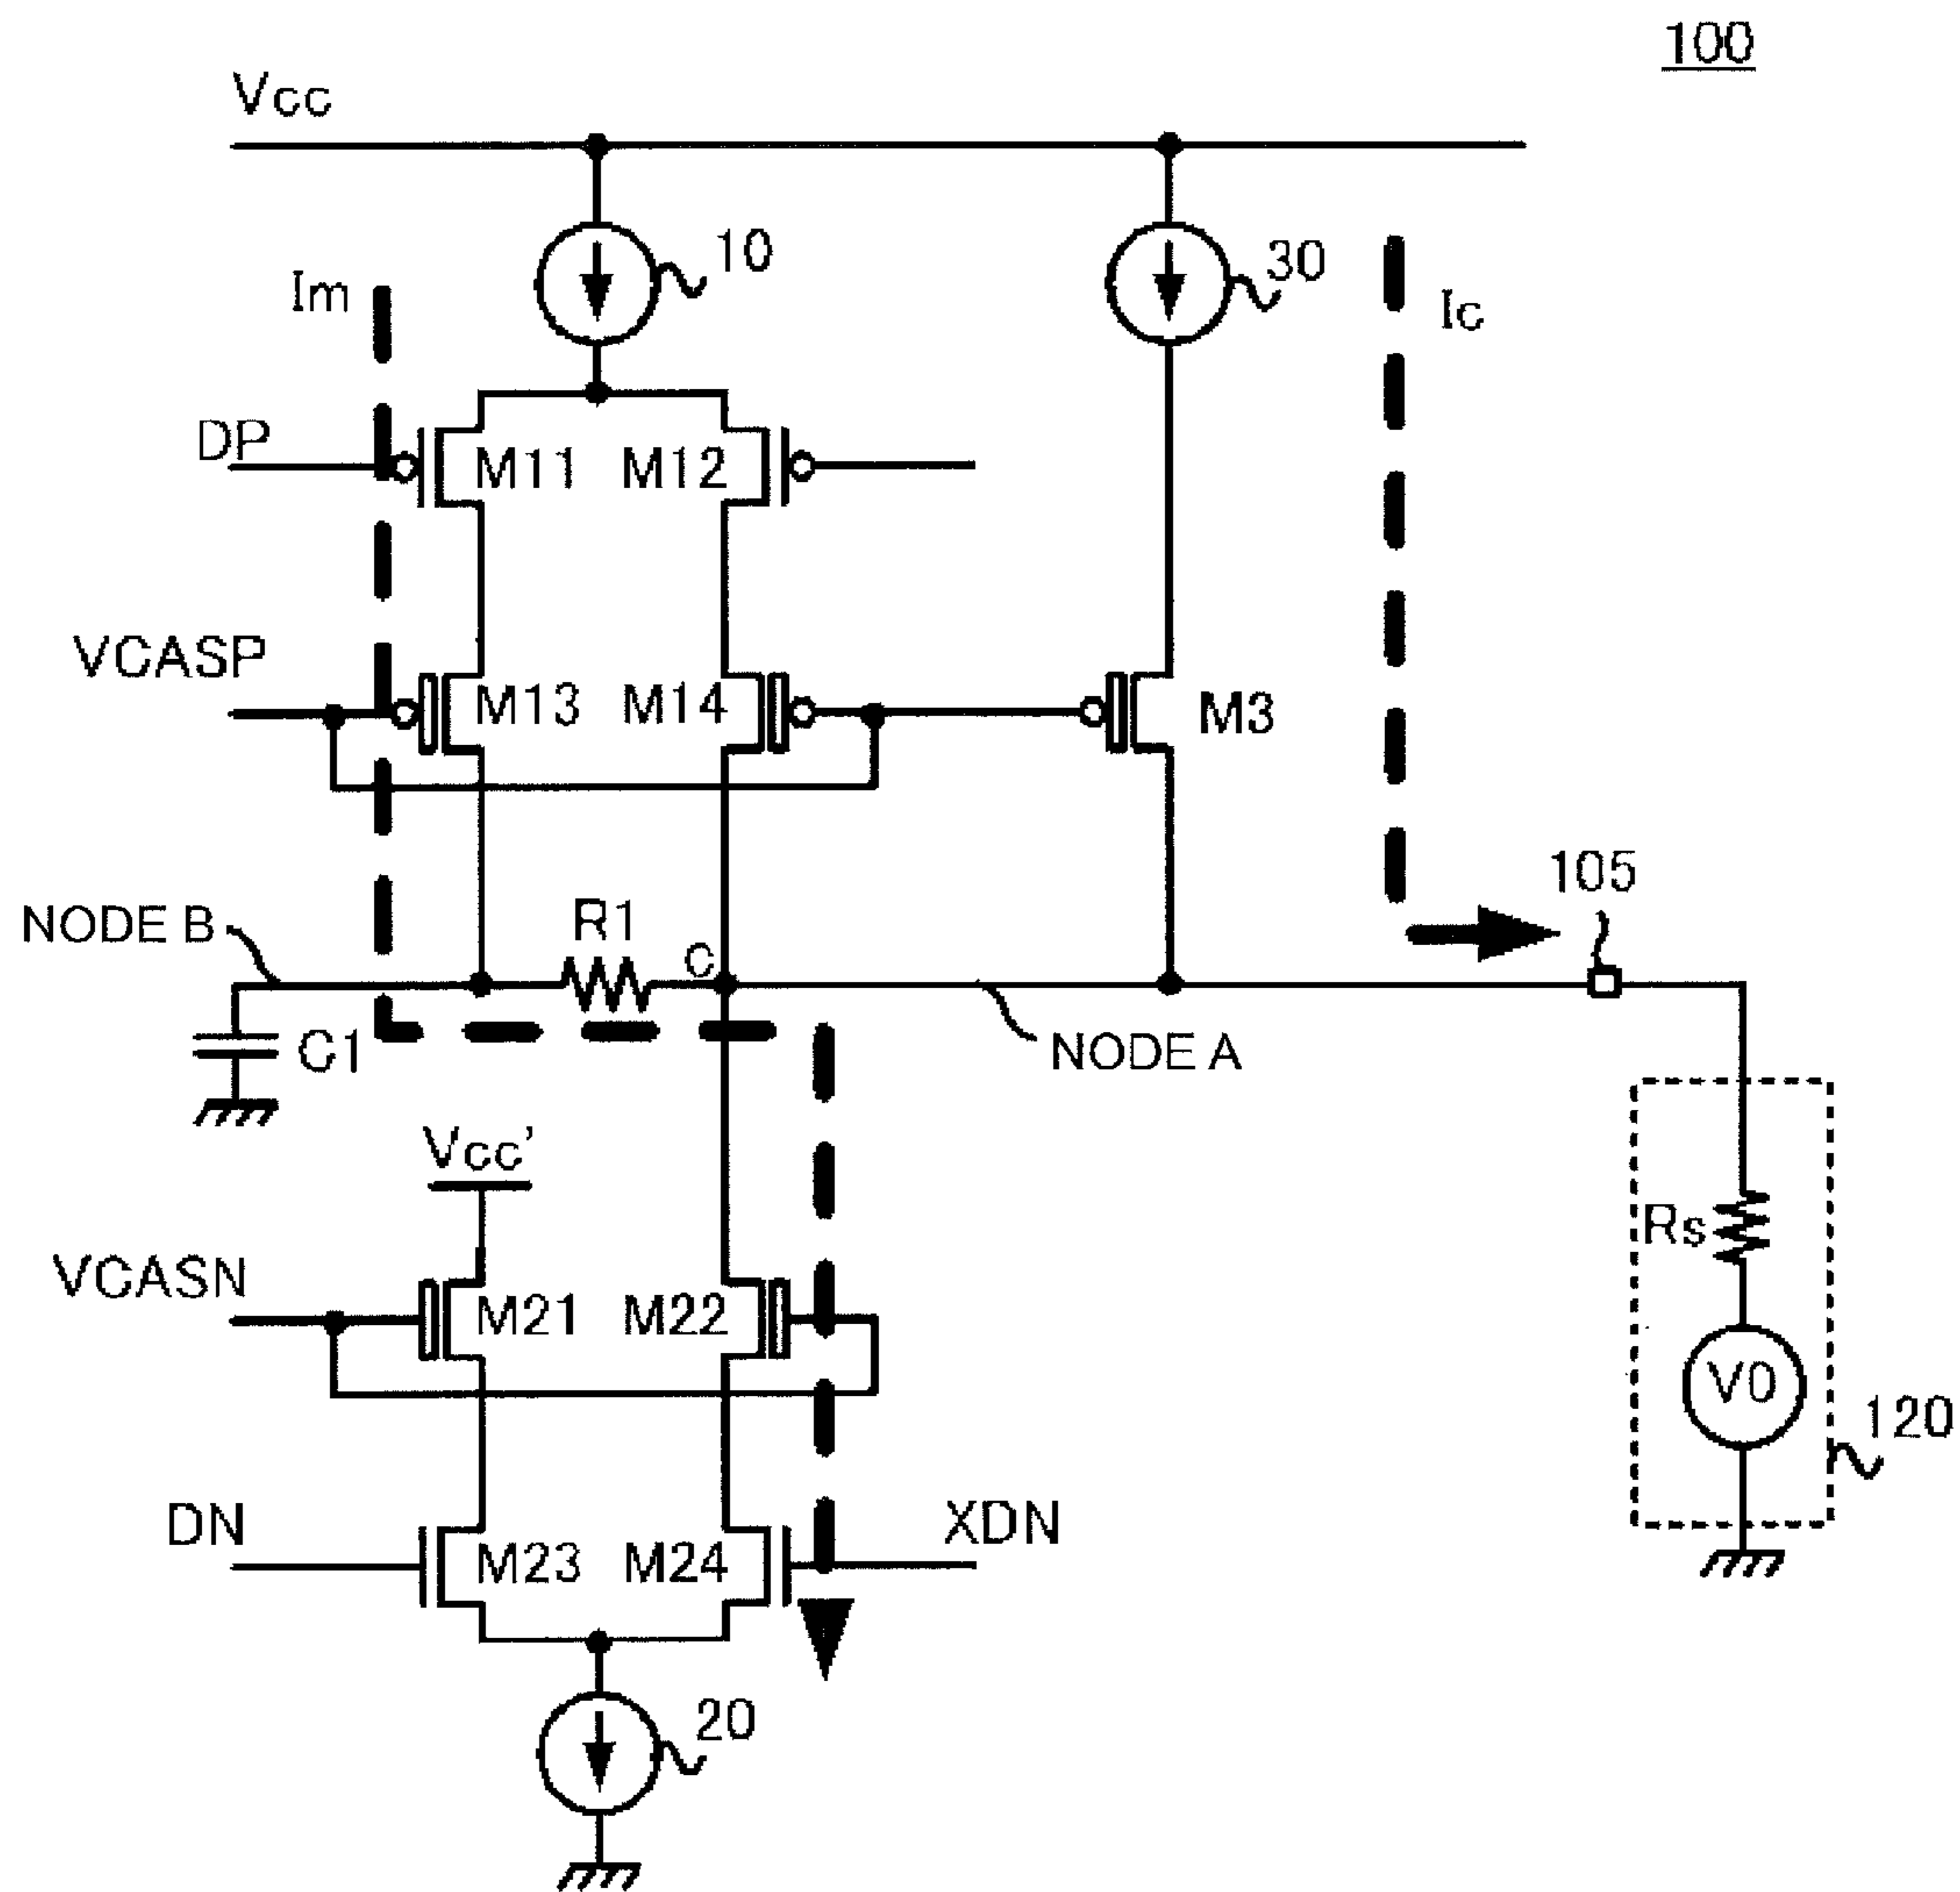 100
Vcc
10
30
Im
Ic
DP
M11
M12
VCASP
M13
M14
M3
105
NODE B
R1
C
C1
NODE A
Vcc'
Rs
VCASN
M21
M22
V0
120
DN
XDN
M23
M24
20